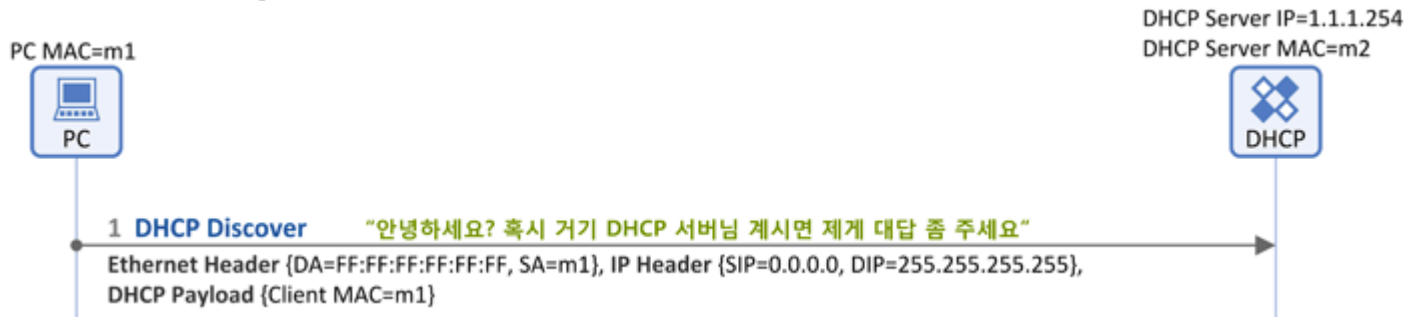 DHCP Server IP=1.1.1.254
PC MAC=m1
DHCP Server MAC=m2
PC
DHCP
1 DHCP Discover "안녕하세요? 혹시 거기 DHCP 서버님 계시면 제게 대답 좀 주세요"
Ethernet Header {DA=FF:FF:FF:FF:FF:FF, SA=m1}, IP Header {SIP=0.0.0.0, DIP=255.255.255.255},
DHCP Payload {Client MAC=m1}